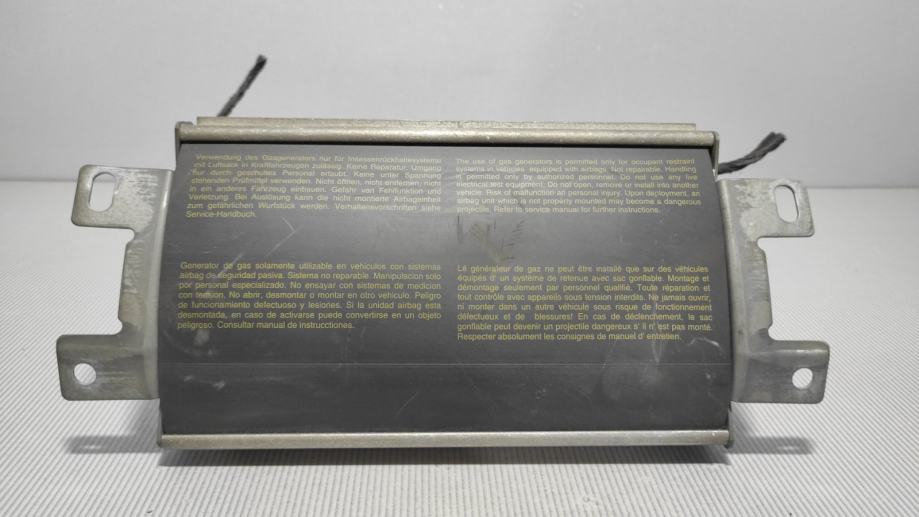 Verwendung des Gasgenerators nur für Insassenrückhaltesysteme
mit Luftsack in Kraftfahrzeugen zulässig. Keine Reparatur. Umgang
nur durch geschultes Personal erlaubt. Keine unter Spannung
stehenden Prüfmittel verwenden. Nicht öffnen, nicht entfernen, nicht
in ein anderes Fahrzeug einbauen. Gefahr von Fehlfunktion und
Verletzung. Bei Auslösung kann die nicht montierte Airbageinheit
zum gefährlichen Wurfstück werden. Verhaltensvorschriften siehe
Service-Handbuch.
The use of gas generators is permitted only for occupant restraint
systems in vehicles equipped with airbags. Not repairable. Handling
is permitted only by authorized personnel. Do not use any live
electrical test equipment. Do not open, remove or install into another
vehicle. Risk of malfunction and personal injury. Upon deployment, an
airbag unit which is not properly mounted may become a dangerous
projectile. Refer to service manual for further instructions.
Generador de gas solamente utilizable en vehiculos con sistemas
airbag de seguridad pasiva. Sistema no reparable. Manipulacion solo
por personal especializado. No ensayar con sistemas de medicion
con tension. No abrir, desmontar o montar en otro vehiculo. Peligro
de funcionamiento defectuoso y lesiones. Si la unidad airbag esta
desmontada, en caso de activarse puede convertirse en un objeto
peligroso. Consultar manual de instrucctiones.
Le générateur de gaz ne peut être installé que sur des véhicules
équipés d' un système de retenue avec sac gonflable. Montage et
démontage seulement par personnel qualifié. Toute réparation et
tout contrôle avec appareils sous tension interdits. Ne jamais ouvrir,
ni monter dans un autre véhicule sous risque de fonctionnement
défectueux et de blessures! En cas de déclenchement, le sac
gonflable peut devenir un projectile dangereux s' il n' est pas monté.
Respecter absolument les consignes de manuel d' entretien.